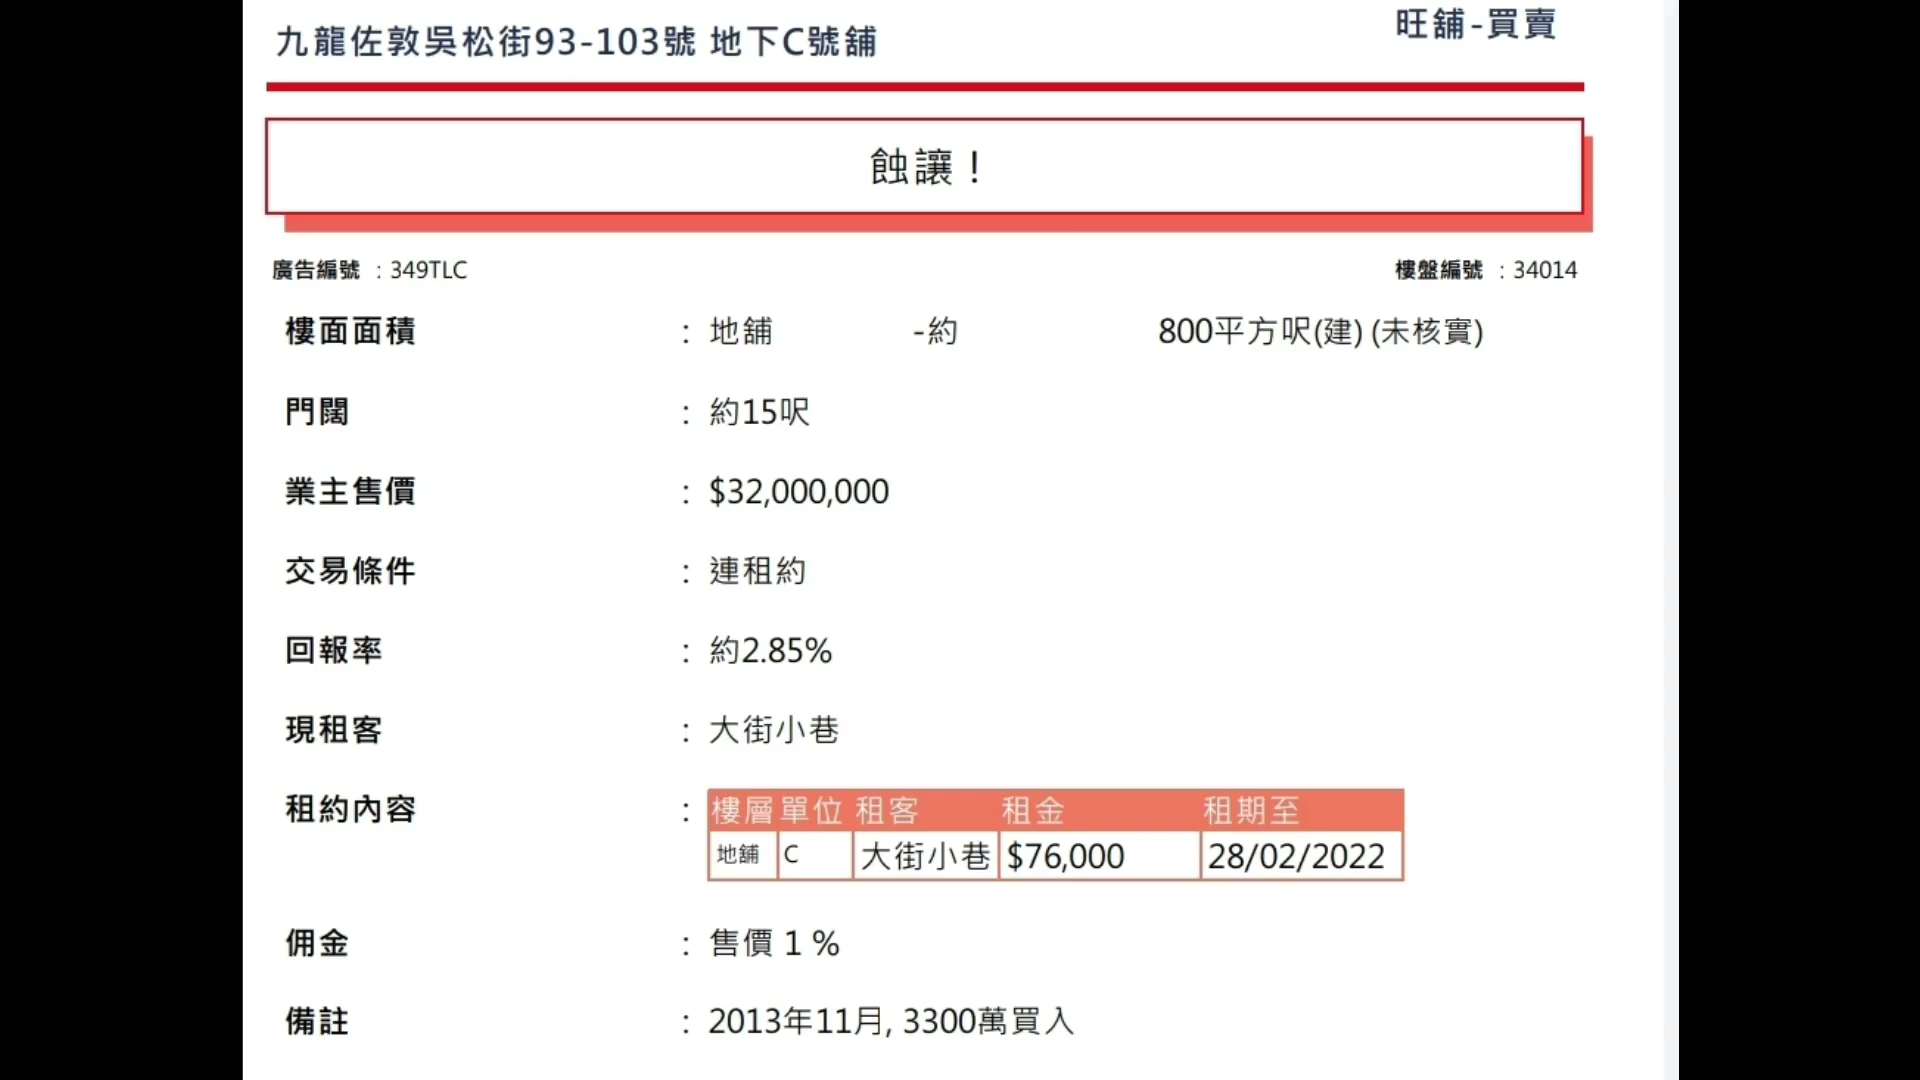 九龍佐敦吳松街93-103號 地下C號舖
旺舖-買賣
蝕讓！
廣告編號 : 349TLC
樓盤編號 : 34014
樓面面積 : 地舖 -約 800平方呎(建) (未核實)
門闊 : 約15呎
業主售價 : $32,000,000
交易條件 : 連租約
回報率 : 約2.85%
現租客 : 大街小巷
租約內容 :
樓層 單位 租客 租金 租期至
地舖 C 大街小巷 $76,000 28/02/2022
佣金 : 售價 1 %
備註 : 2013年11月, 3300萬買入